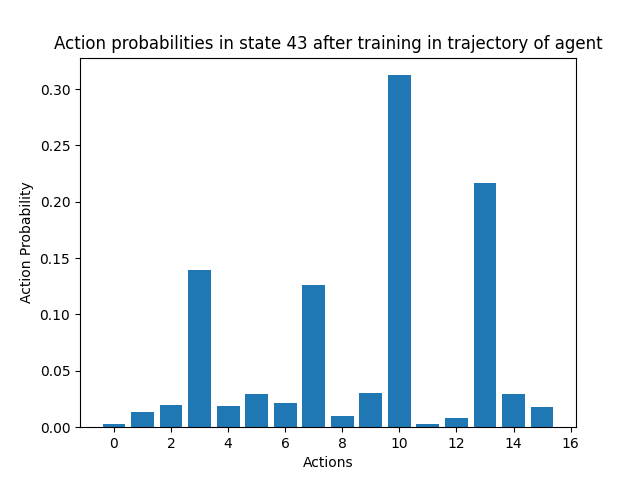 Action probabilities in state 43 after training in trajectory of agent
0.30
0.25
0.20
0.15
0.10
0.05
0.00
Action Probability
0 2 4 6 8 10 12 14 16
Actions